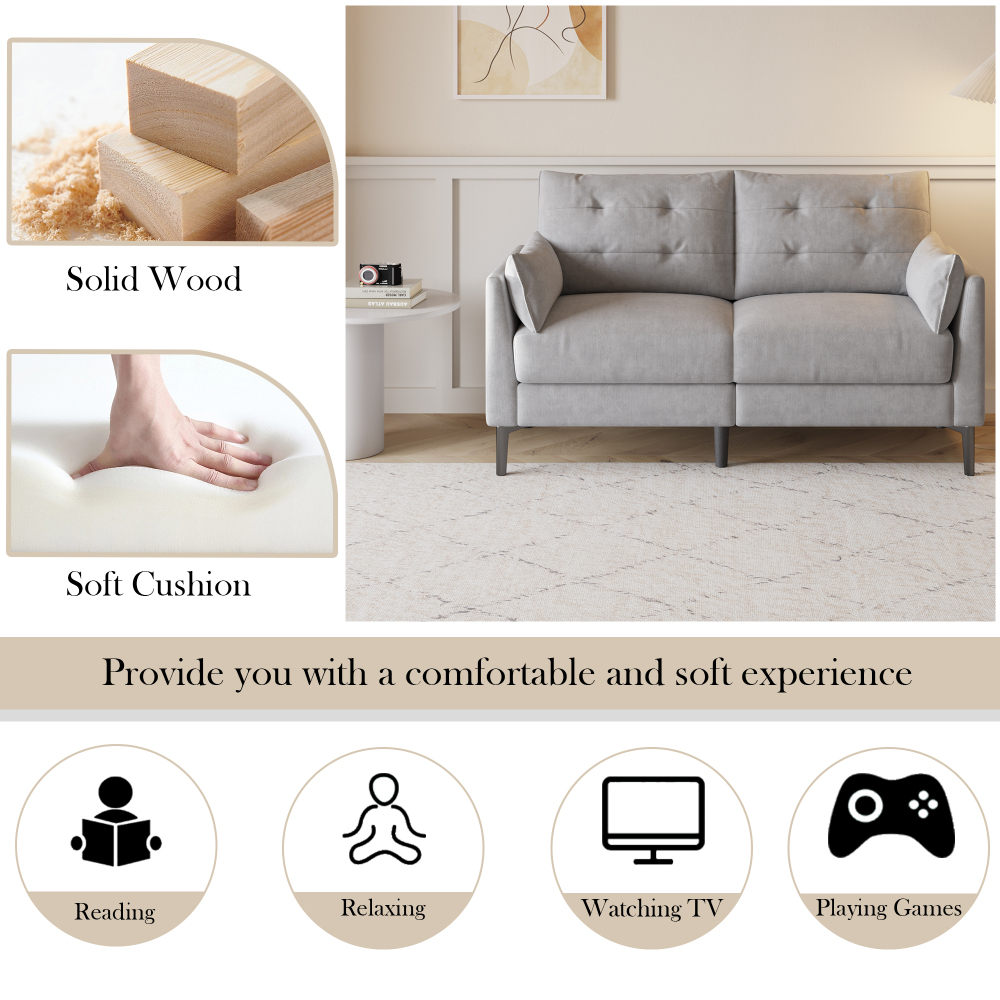 Solid Wood
Soft Cushion
Provide you with a comfortable and soft experience
Reading
Relaxing
Watching TV
Playing Games